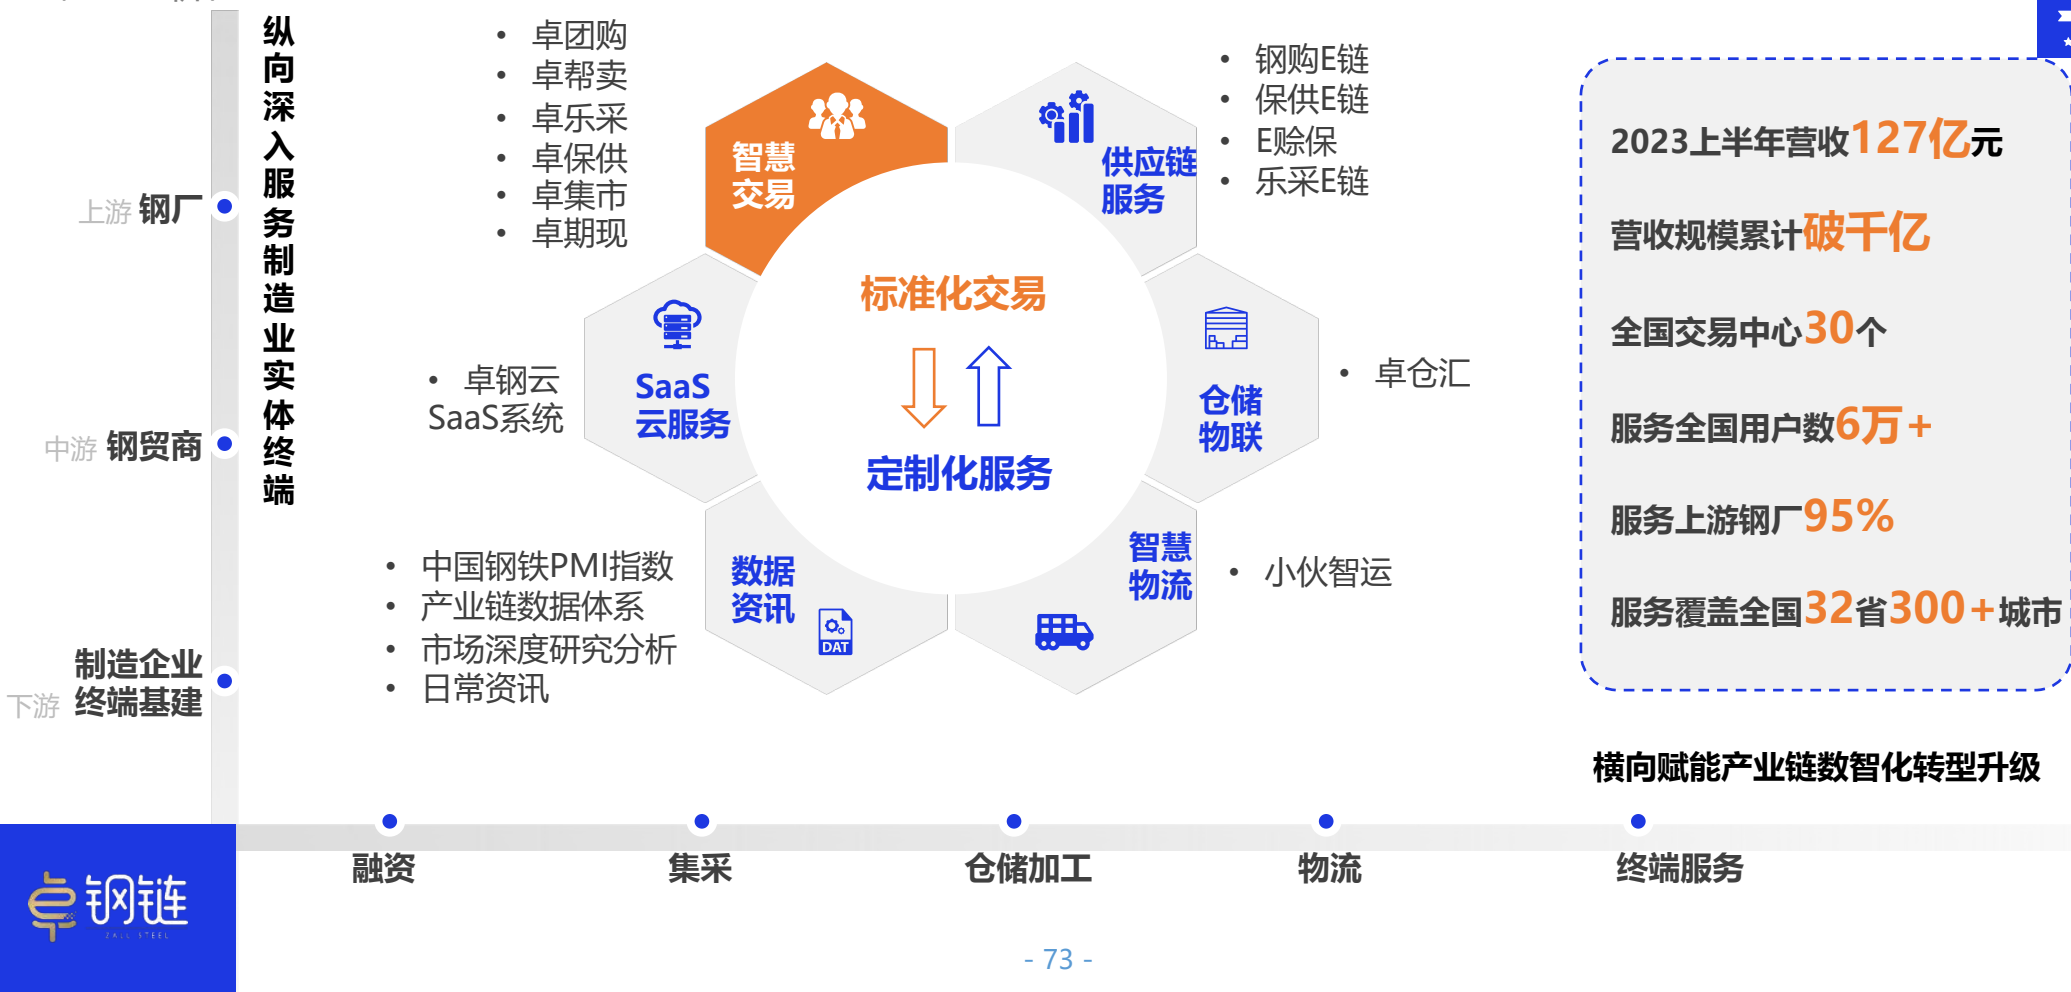 纵向深入服务制造业实体终端
上游 钢厂
中游 钢贸商
制造企业
下游 终端基建
• 卓团购
• 卓帮卖
• 卓乐采
• 卓保供
• 卓集市
• 卓期现
智慧
交易
供应链
服务
• 钢购E链
• 保供E链
• E赊保
• 乐采E链
• 卓钢云
SaaS系统
SaaS
云服务
标准化交易
定制化服务
仓储
物联
• 卓仓汇
• 中国钢铁PMI指数
• 产业链数据体系
• 市场深度研究分析
• 日常资讯
数据
资讯
DAT
智慧
物流
• 小伙智运
2023上半年营收127亿元
营收规模累计破千亿
全国交易中心30个
服务全国用户数6万+
服务上游钢厂95%
服务覆盖全国32省300+城市
横向赋能产业链数智化转型升级
融资
集采
仓储加工
物流
终端服务
卓钢链
ZALL STEEL
- 73 -